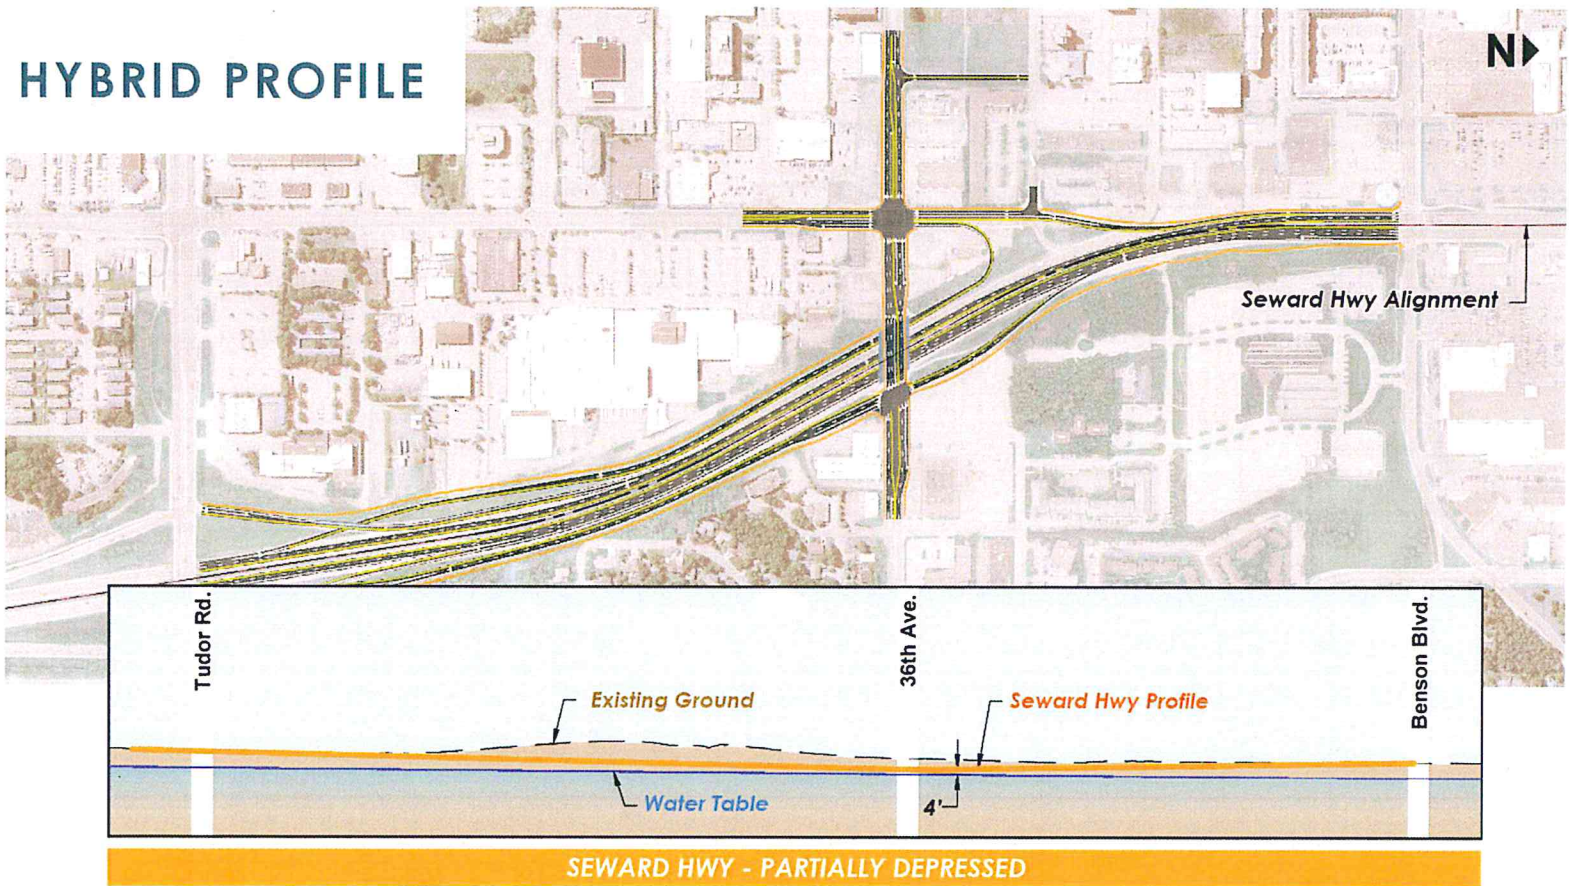 HYBRID PROFILE
N
Seward Hwy Alignment
Tudor Rd.
36th Ave.
Benson Blvd.
Existing Ground
Seward Hwy Profile
Water Table
4'
SEWARD HWY - PARTIALLY DEPRESSED